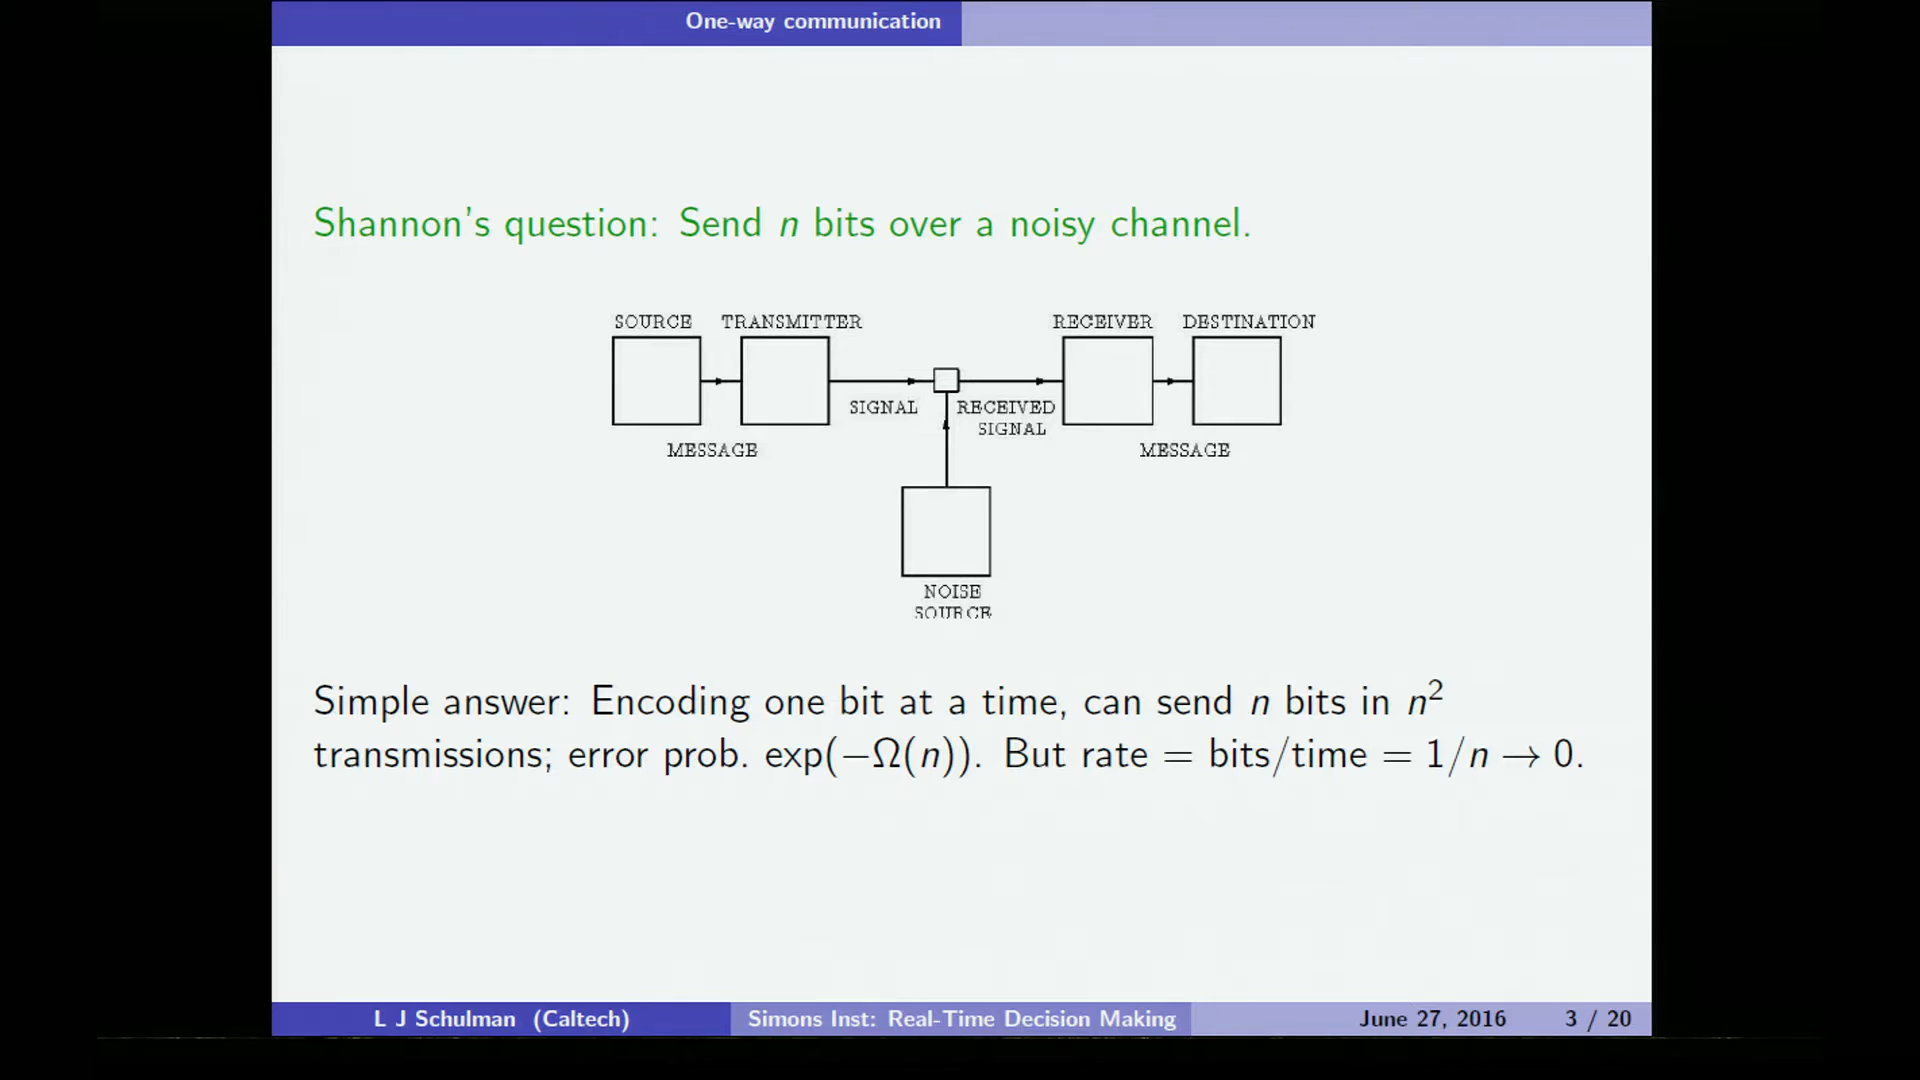 One-way communication
Shannon's question: Send n bits over a noisy channel.
SOURCE TRANSMITTER RECEIVER DESTINATION
SIGNAL RECEIVED
SIGNAL
MESSAGE MESSAGE
NOISE
SOURCE
Simple answer: Encoding one bit at a time, can send n bits in n²
transmissions; error prob. exp(−Ω(n)). But rate = bits/time = 1/n → 0.
L J Schulman (Caltech) Simons Inst: Real-Time Decision Making June 27, 2016 3 / 20